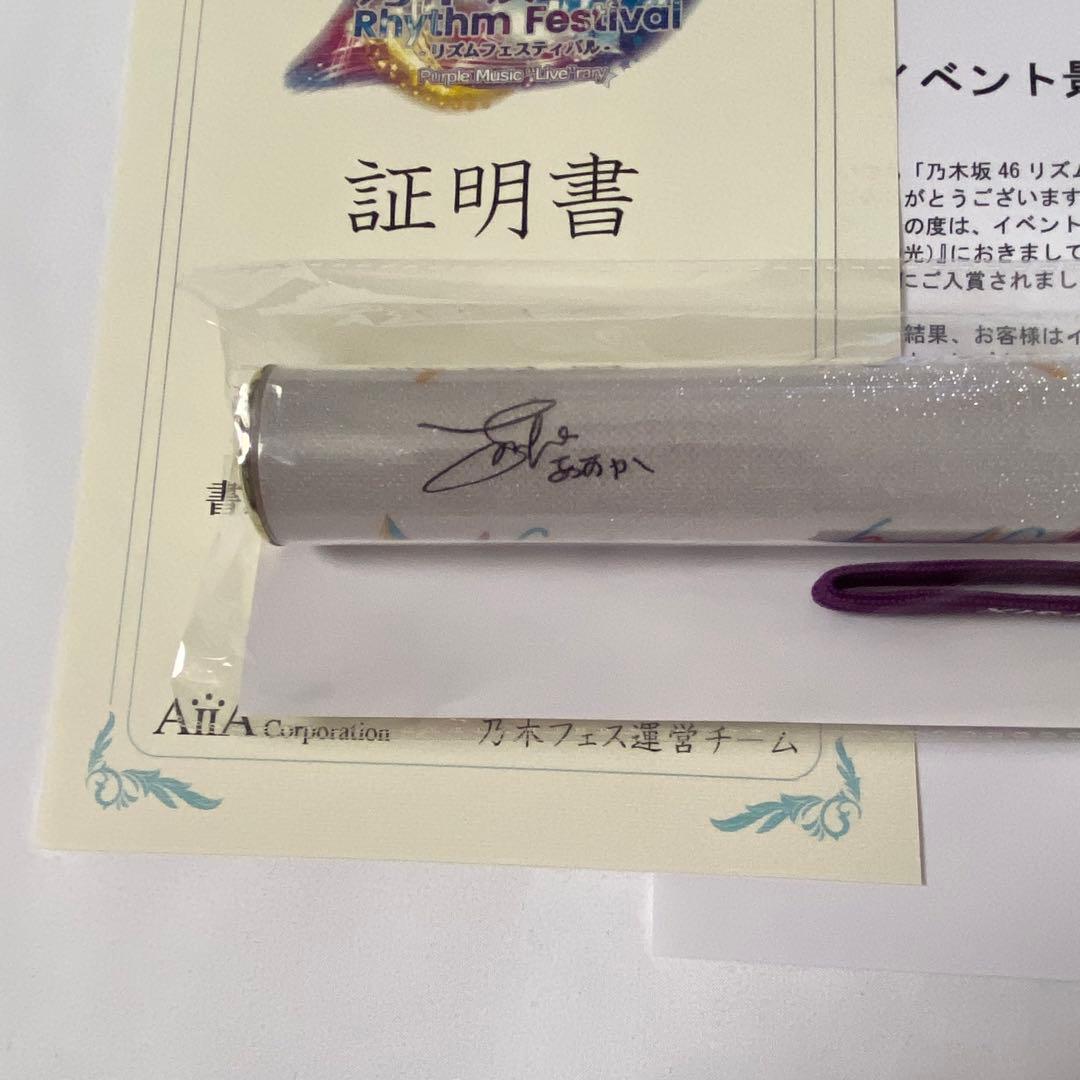 Rhythm Festival
-リズムフェスティバル-
Purple Music "Live"rary
証明書
書
AiiA Corporation
乃木フェス運営チーム
イベント景
「乃木坂46 リズム
がとうございます
の度は、イベント
光)』におきまして
にご入賞されまし
結果、お客様はイ
あやか